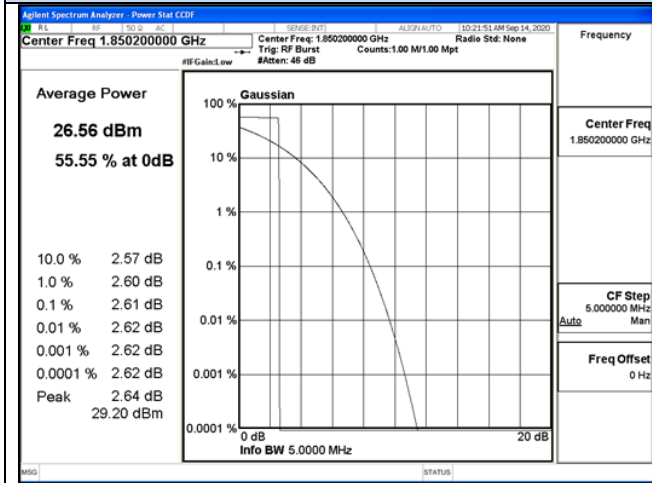 Agilent Spectrum Analyzer - Power Stat CCDF
RL RF 50 Ω AC SENSE:INT ALIGN AUTO 10:21:51 AM Sep 14, 2020
Center Freq 1.850200000 GHz
Center Freq: 1.850200000 GHz Radio Std: None
Trig: RF Burst Counts:1.00 M/1.00 Mpt
#IFGain:Low #Atten: 46 dB
Frequency
Average Power
26.56 dBm
55.55 % at 0dB
10.0 % 2.57 dB
1.0 % 2.60 dB
0.1 % 2.61 dB
0.01 % 2.62 dB
0.001 % 2.62 dB
0.0001 % 2.62 dB
Peak 2.64 dB
29.20 dBm
Gaussian
100 %
10 %
1 %
0.1 %
0.01 %
0.001 %
0.0001 %
0 dB 20 dB
Info BW 5.0000 MHz
Center Freq
1.850200000 GHz
CF Step
5.000000 MHz
Auto Man
Freq Offset
0 Hz
MSG STATUS